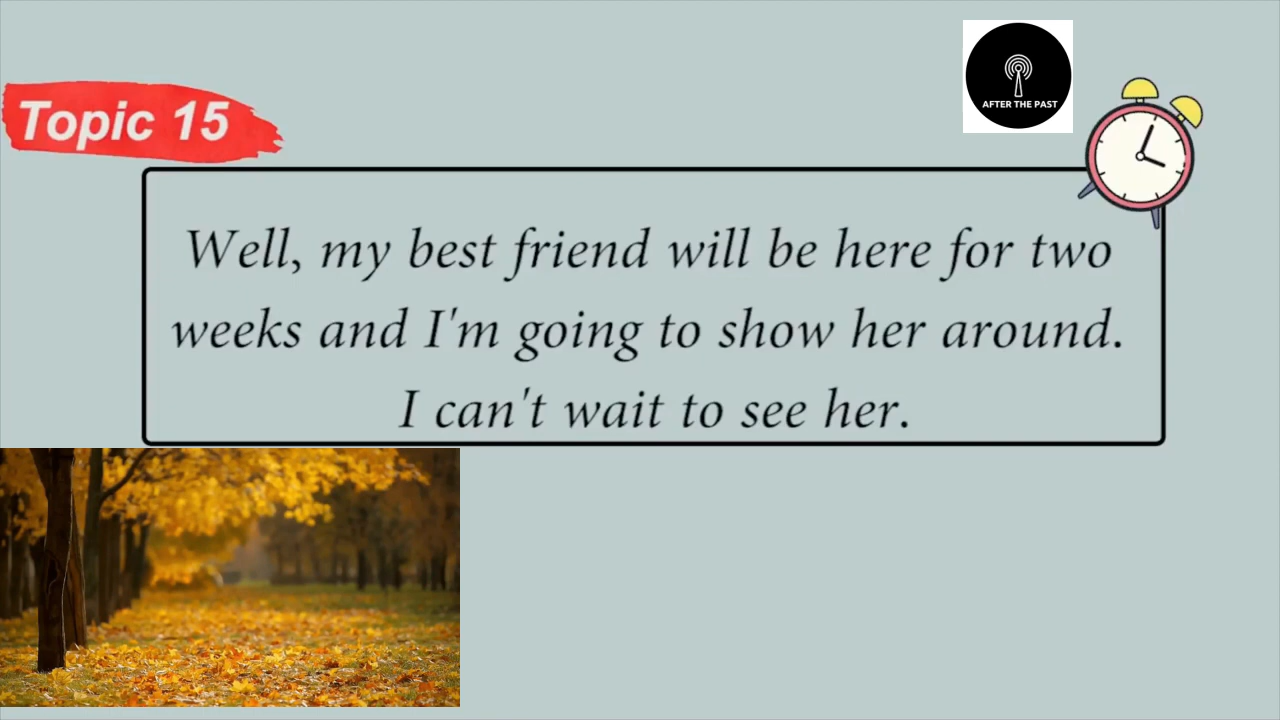 AFTER THE PAST
Topic 15
Well, my best friend will be here for two
weeks and I'm going to show her around.
I can't wait to see her.